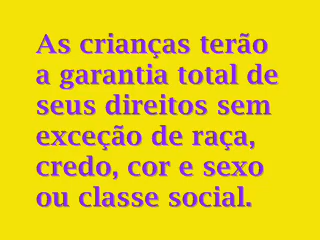 As crianças terão
a garantia total de
seus direitos sem
exceção de raça,
credo, cor e sexo
ou classe social.